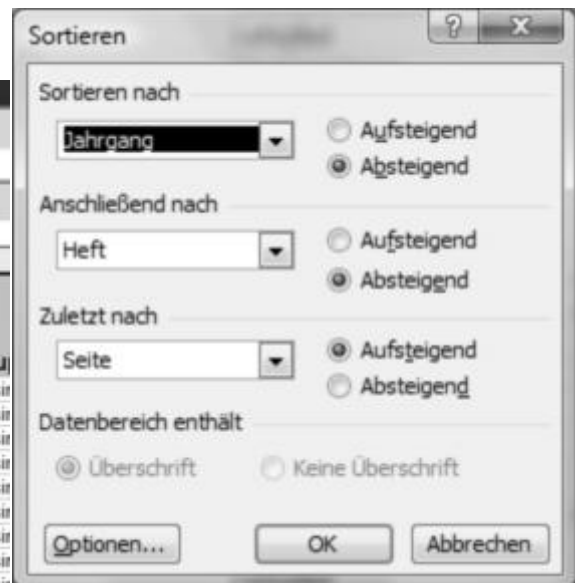 Sortieren
Sortieren nach
Jahrgang
Aufsteigend
Absteigend
Anschließend nach
Heft
Aufsteigend
Absteigend
Zuletzt nach
Seite
Aufsteigend
Absteigend
Datenbereich enthält
Überschrift
Keine Überschrift
Optionen... OK Abbrechen